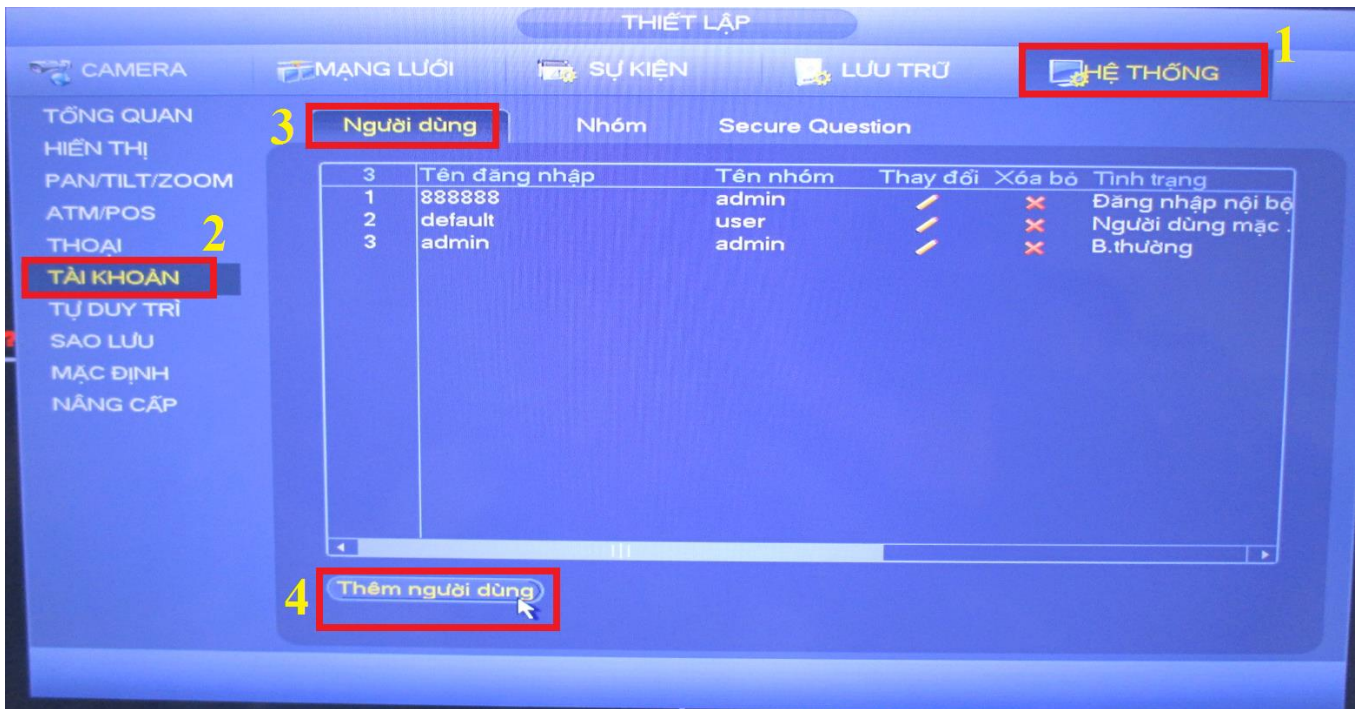 THIẾT LẬP
1
CAMERA MẠNG LƯỚI SỰ KIỆN LƯU TRỮ HỆ THỐNG
TỔNG QUAN
HIỂN THỊ
PAN/TILT/ZOOM
ATM/POS
THOẠI
2
TÀI KHOẢN
TỰ DUY TRÌ
SAO LƯU
MẶC ĐỊNH
NÂNG CẤP
3
Người dùng Nhóm Secure Question
3 Tên đăng nhập Tên nhóm Thay đổi Xóa bỏ Tình trạng
1 888888 admin Đăng nhập nội bộ
2 default user Người dùng mặc .
3 admin admin B.thường
4
Thêm người dùng